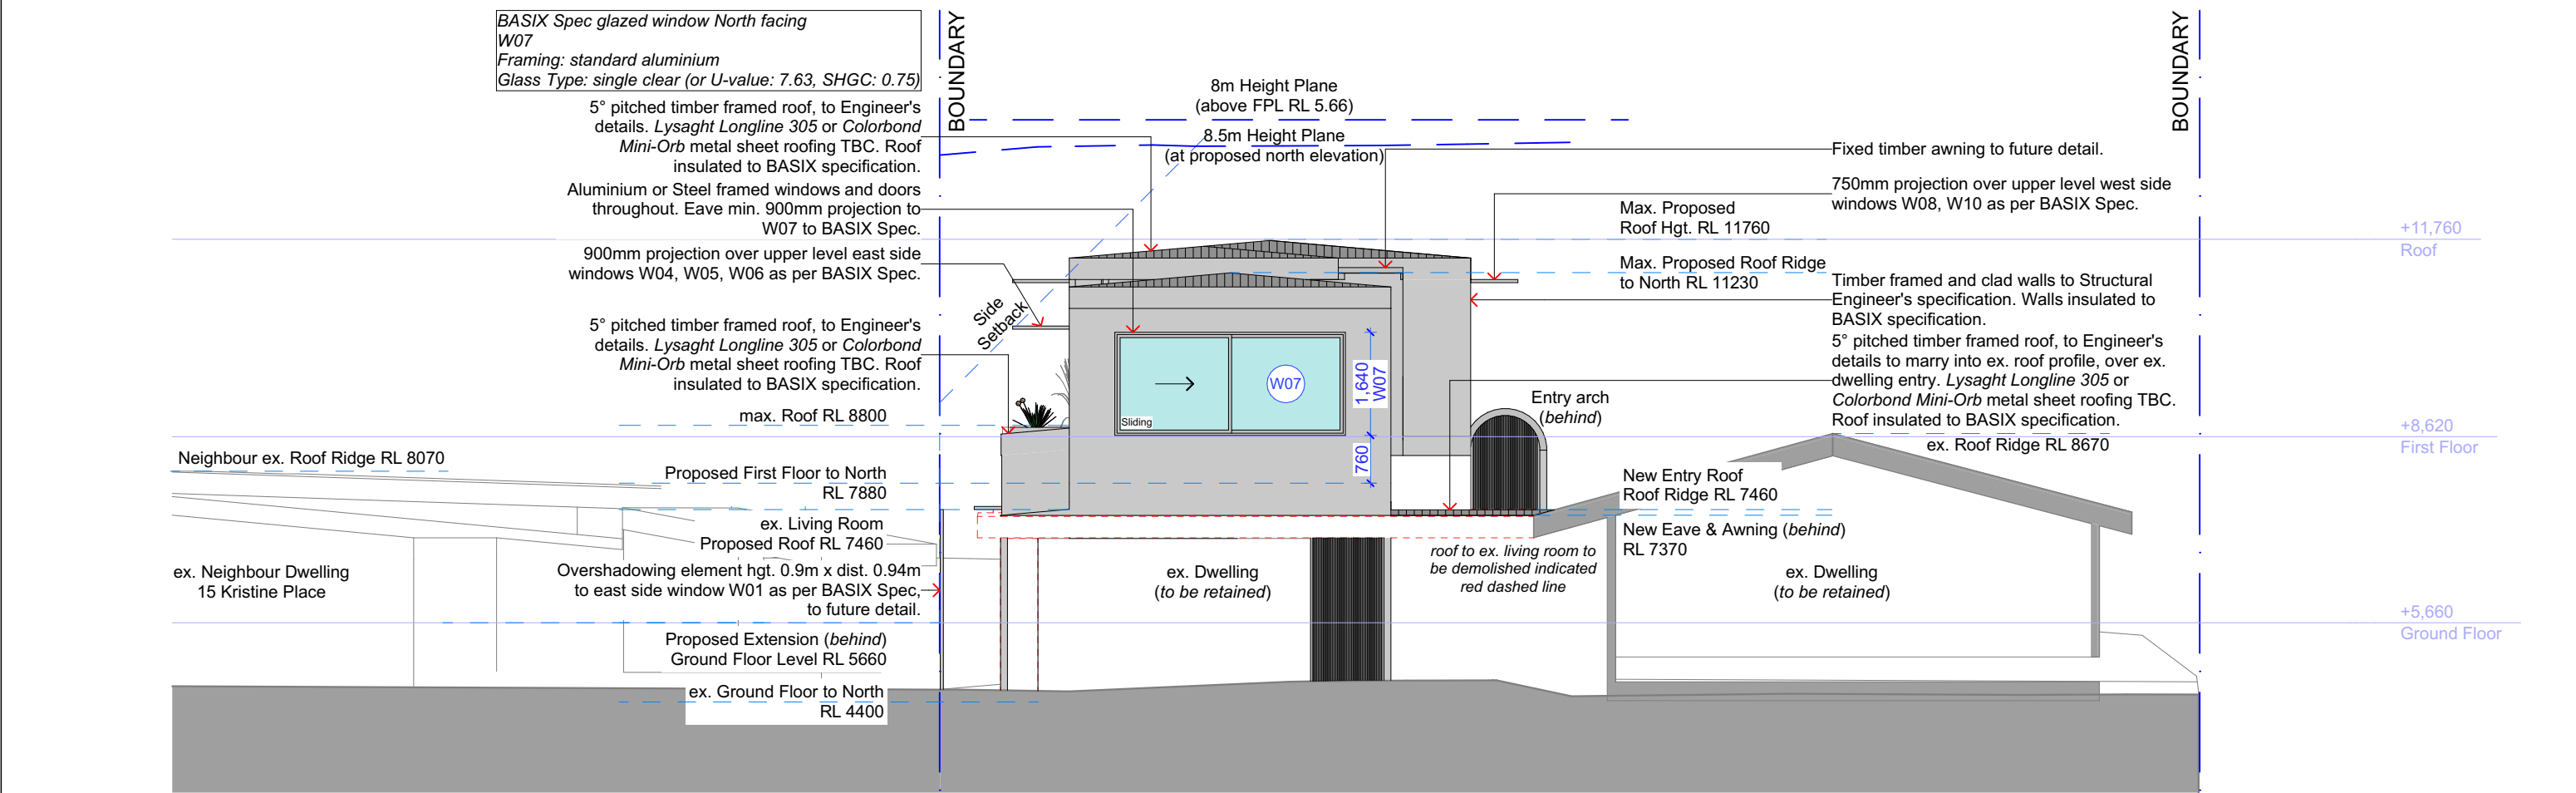 BASIX Spec glazed window North facing
W07
Framing: standard aluminium
Glass Type: single clear (or U-value: 7.63, SHGC: 0.75)
5° pitched timber framed roof, to Engineer's
details. Lysaght Longline 305 or Colorbond
Mini-Orb metal sheet roofing TBC. Roof
insulated to BASIX specification.
Aluminium or Steel framed windows and doors
throughout. Eave min. 900mm projection to
W07 to BASIX Spec.
900mm projection over upper level east side
windows W04, W05, W06 as per BASIX Spec.
5° pitched timber framed roof, to Engineer's
details. Lysaght Longline 305 or Colorbond
Mini-Orb metal sheet roofing TBC. Roof
insulated to BASIX specification.
max. Roof RL 8800
Neighbour ex. Roof Ridge RL 8070
Proposed First Floor to North
RL 7880
ex. Living Room
Proposed Roof RL 7460
Overshadowing element hgt. 0.9m x dist. 0.94m
to east side window W01 as per BASIX Spec,
to future detail.
ex. Neighbour Dwelling
15 Kristine Place
Proposed Extension (behind)
Ground Floor Level RL 5660
ex. Ground Floor to North
RL 4400
BOUNDARY
8m Height Plane
(above FPL RL 5.66)
8.5m Height Plane
(at proposed north elevation)
Side
Setback
W07
Sliding
1,640
W07
760
Entry arch
(behind)
ex. Dwelling
(to be retained)
roof to ex. living room to
be demolished indicated
red dashed line
Max. Proposed
Roof Hgt. RL 11760
Max. Proposed Roof Ridge
to North RL 11230
New Entry Roof
Roof Ridge RL 7460
New Eave & Awning (behind)
RL 7370
ex. Dwelling
(to be retained)
BOUNDARY
Fixed timber awning to future detail.
750mm projection over upper level west side
windows W08, W10 as per BASIX Spec.
Timber framed and clad walls to Structural
Engineer's specification. Walls insulated to
BASIX specification.
5° pitched timber framed roof, to Engineer's
details to marry into ex. roof profile, over ex.
dwelling entry. Lysaght Longline 305 or
Colorbond Mini-Orb metal sheet roofing TBC.
Roof insulated to BASIX specification.
ex. Roof Ridge RL 8670
+11,760
Roof
+8,620
First Floor
+5,660
Ground Floor